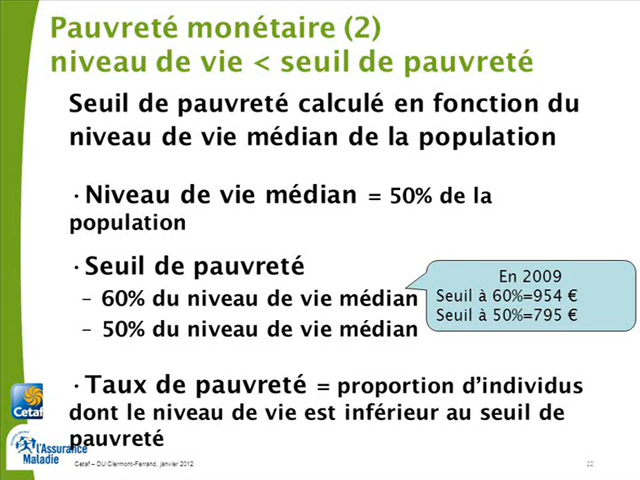 Pauvreté monétaire (2)
niveau de vie < seuil de pauvreté
Seuil de pauvreté calculé en fonction du
niveau de vie médian de la population
•Niveau de vie médian = 50% de la
population
•Seuil de pauvreté
– 60% du niveau de vie médian
– 50% du niveau de vie médian
En 2009
Seuil à 60%=954 €
Seuil à 50%=795 €
•Taux de pauvreté = proportion d’individus
dont le niveau de vie est inférieur au seuil de
pauvreté
Cetaf
l'Assurance
Maladie
Cetaf – DU Clermont-Ferrand, janvier 2012
22